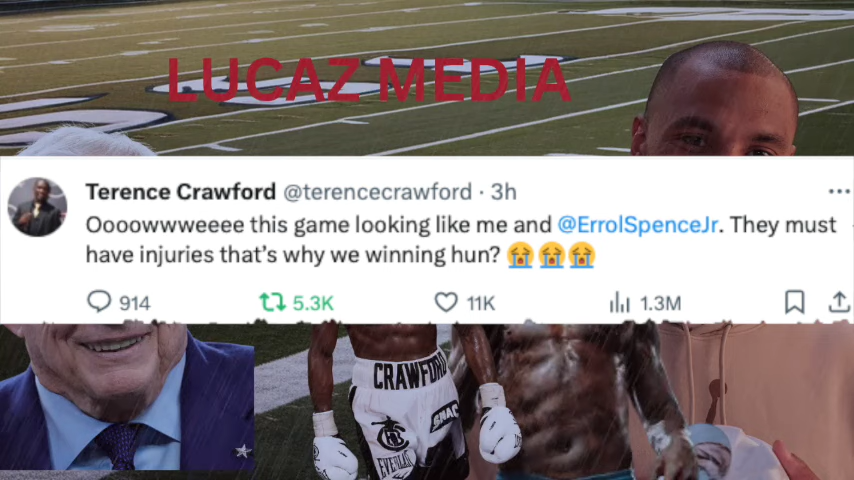 LUCAZ MEDIA
Terence Crawford @terencecrawford · 3h
Oooowwweeee this game looking like me and @ErrolSpenceJr. They must
have injuries that's why we winning hun? 😭😭😭
914 5.3K 11K 1.3M
CRAWFORD
SNAC
EVERLAST